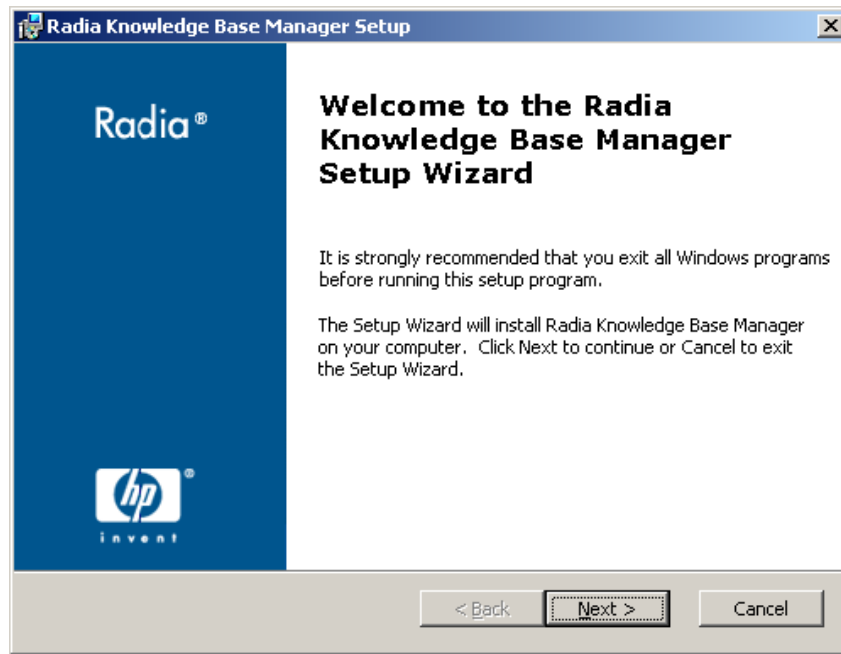 Radia Knowledge Base Manager Setup
Radia®
Welcome to the Radia
Knowledge Base Manager
Setup Wizard
It is strongly recommended that you exit all Windows programs
before running this setup program.
The Setup Wizard will install Radia Knowledge Base Manager
on your computer. Click Next to continue or Cancel to exit
the Setup Wizard.
hp®
invent
< Back Next > Cancel